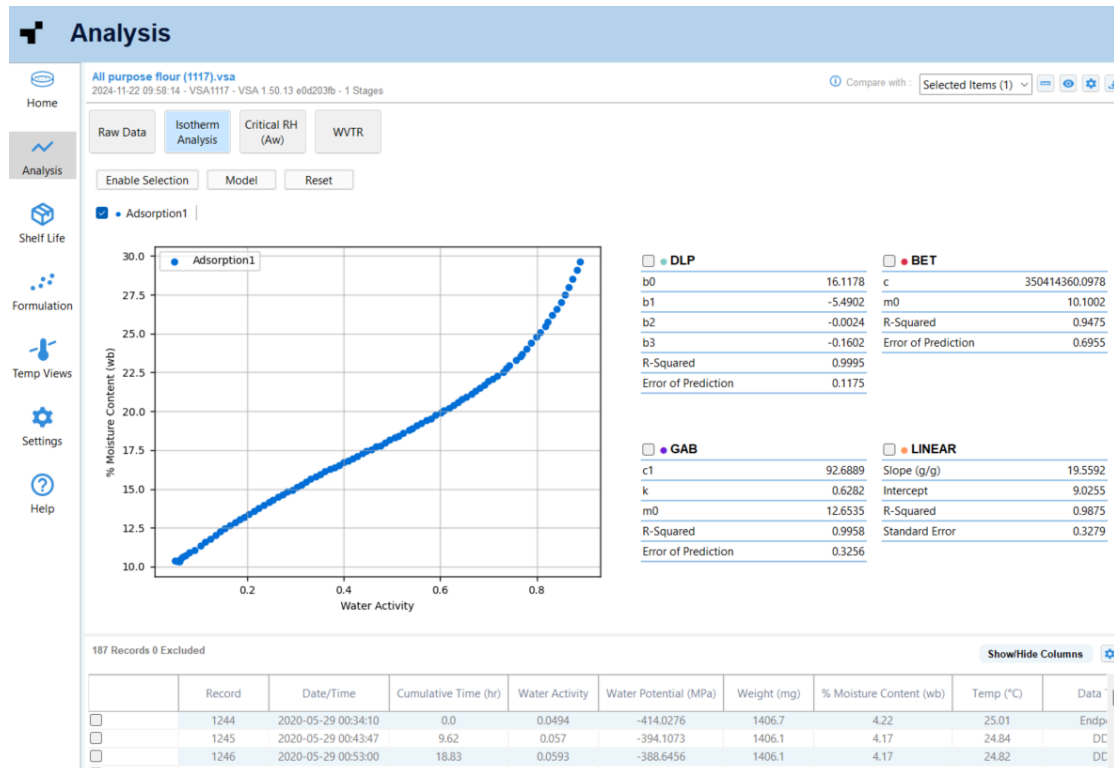 Analysis
Home
Analysis
Shelf Life
Formulation
Temp Views
Settings
Help
All purpose flour (1117).vsa
2024-11-22 09:58:14 - VSA1117 - VSA 1.50.13 e0d203fb - 1 Stages
Compare with : Selected Items (1)
Raw Data
Isotherm
Analysis
Critical RH
(Aw)
WVTR
Enable Selection Model Reset
Adsorption1
Adsorption1
% Moisture Content (wb)
30.0
27.5
25.0
22.5
20.0
17.5
15.0
12.5
10.0
0.2 0.4 0.6 0.8
Water Activity
DLP
b0 16.1178
b1 -5.4902
b2 -0.0024
b3 -0.1602
R-Squared 0.9995
Error of Prediction 0.1175
BET
c 350414360.0978
m0 10.1002
R-Squared 0.9475
Error of Prediction 0.6955
GAB
c1 92.6889
k 0.6282
m0 12.6535
R-Squared 0.9958
Error of Prediction 0.3256
LINEAR
Slope (g/g) 19.5592
Intercept 9.0255
R-Squared 0.9875
Standard Error 0.3279
187 Records 0 Excluded
Show/Hide Columns
Record Date/Time Cumulative Time (hr) Water Activity Water Potential (MPa) Weight (mg) % Moisture Content (wb) Temp (°C) Data
1244 2020-05-29 00:34:10 0.0 0.0494 -414.0276 1406.7 4.22 25.01
1245 2020-05-29 00:43:47 9.62 0.057 -394.1073 1406.1 4.17 24.84
1246 2020-05-29 00:53:00 18.83 0.0593 -388.6456 1406.1 4.17 24.82